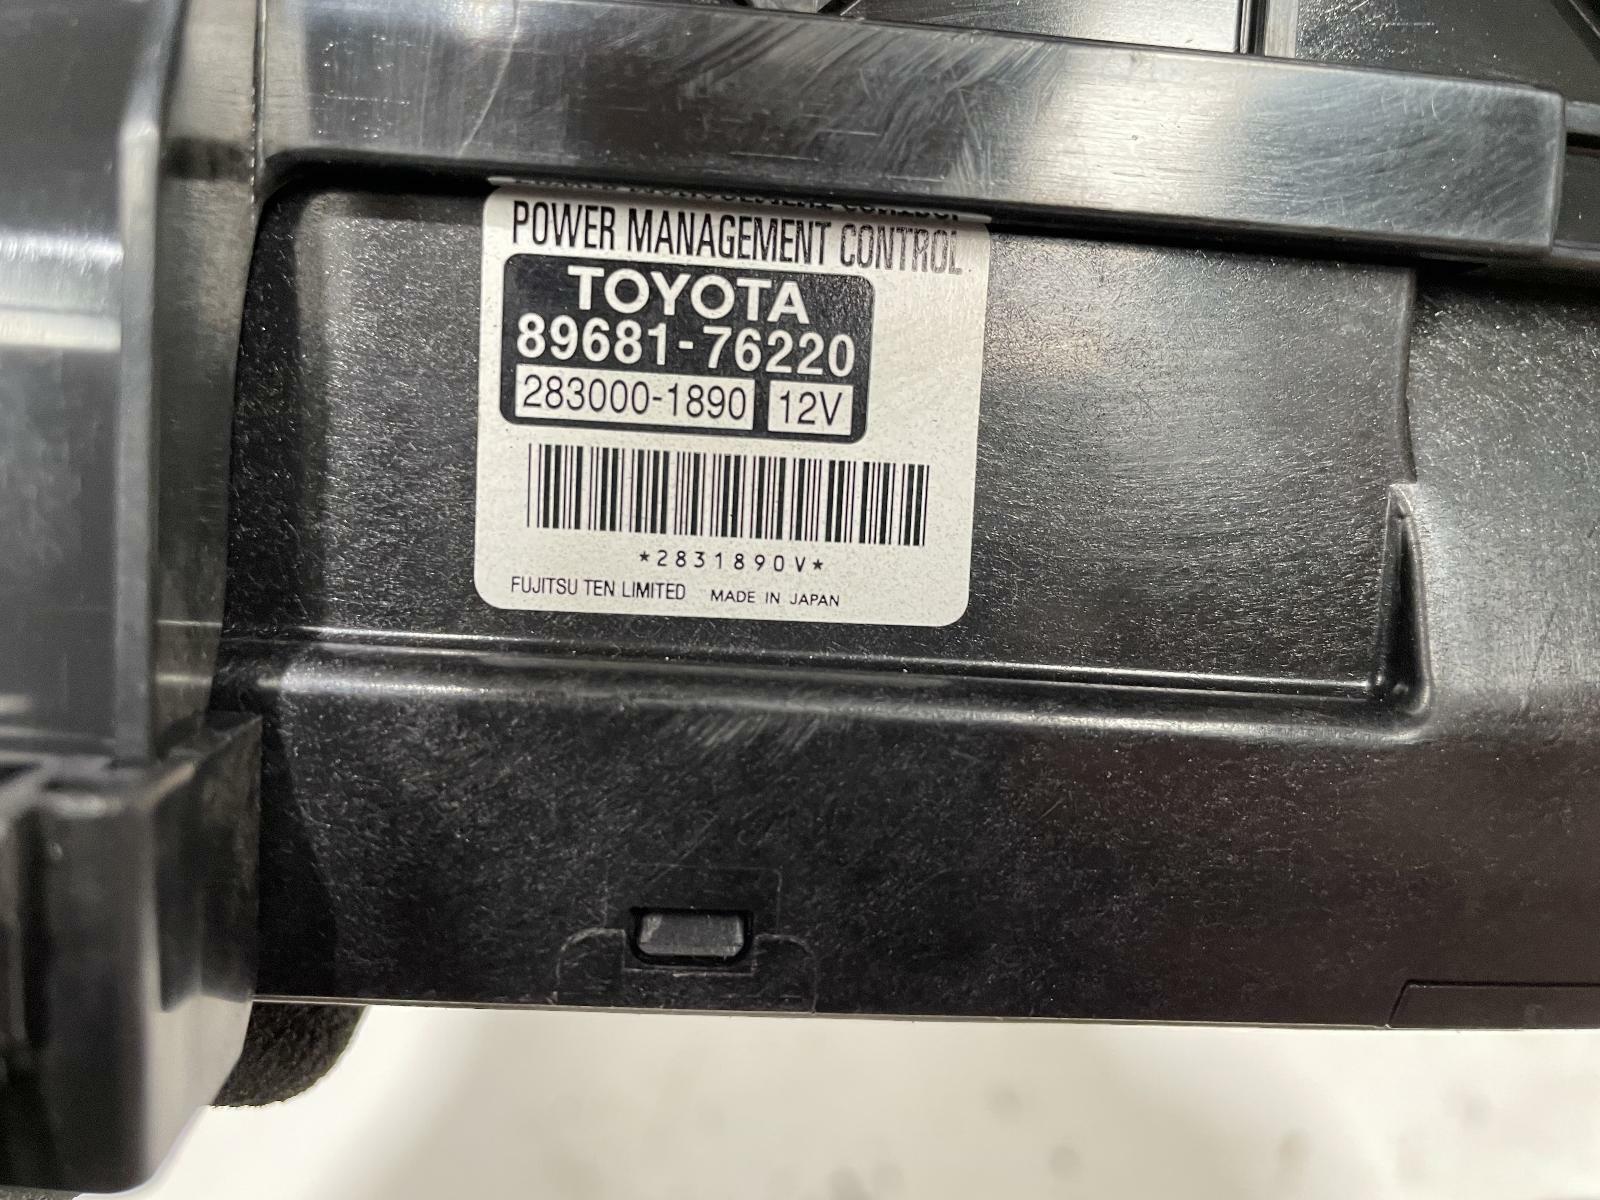 POWER MANAGEMENT CONTROL
TOYOTA
89681-76220
283000-1890 12V
*2831890V*
FUJITSU TEN LIMITED MADE IN JAPAN